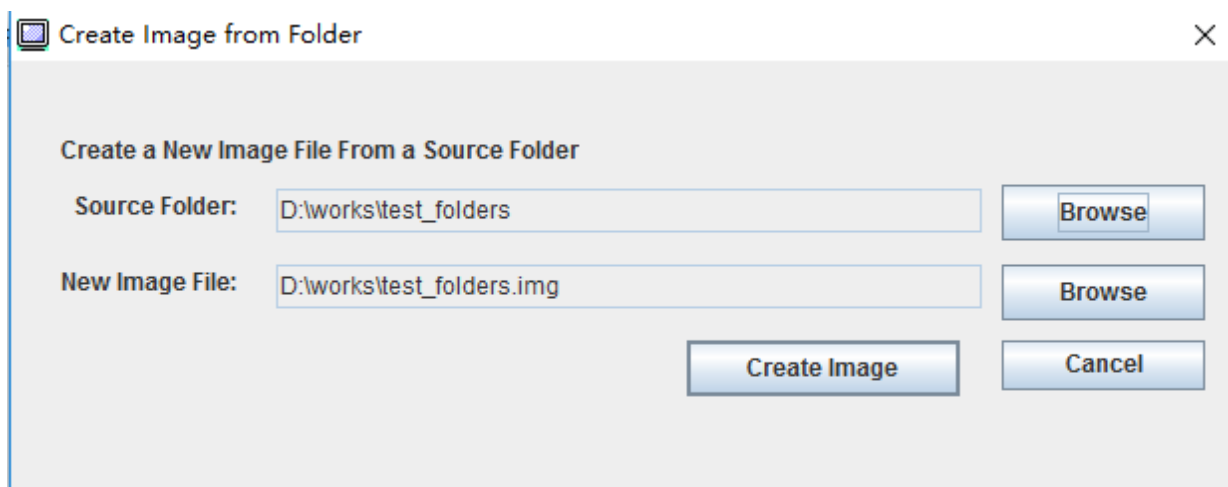 Create Image from Folder
Create a New Image File From a Source Folder
Source Folder: D:\works\test_folders Browse
New Image File: D:\works\test_folders.img Browse
Create Image Cancel